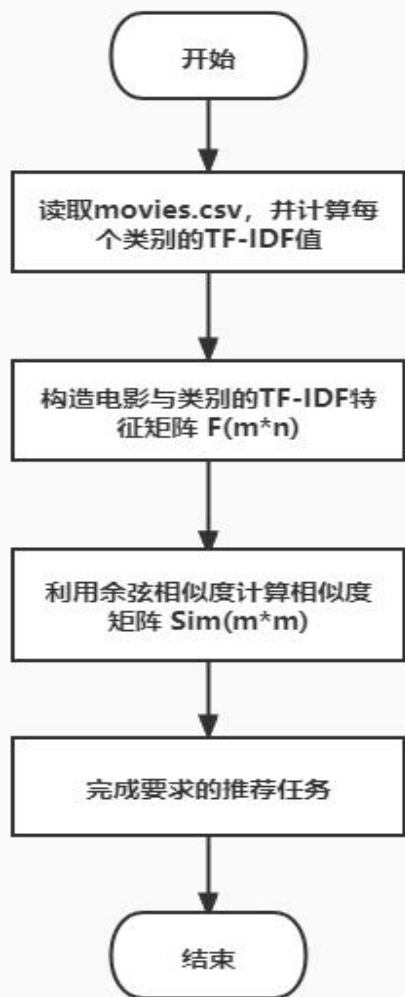 开始
读取movies.csv，并计算每
个类别的TF-IDF值
构造电影与类别的TF-IDF特
征矩阵 F(m*n)
利用余弦相似度计算相似度
矩阵 Sim(m*m)
完成要求的推荐任务
结束